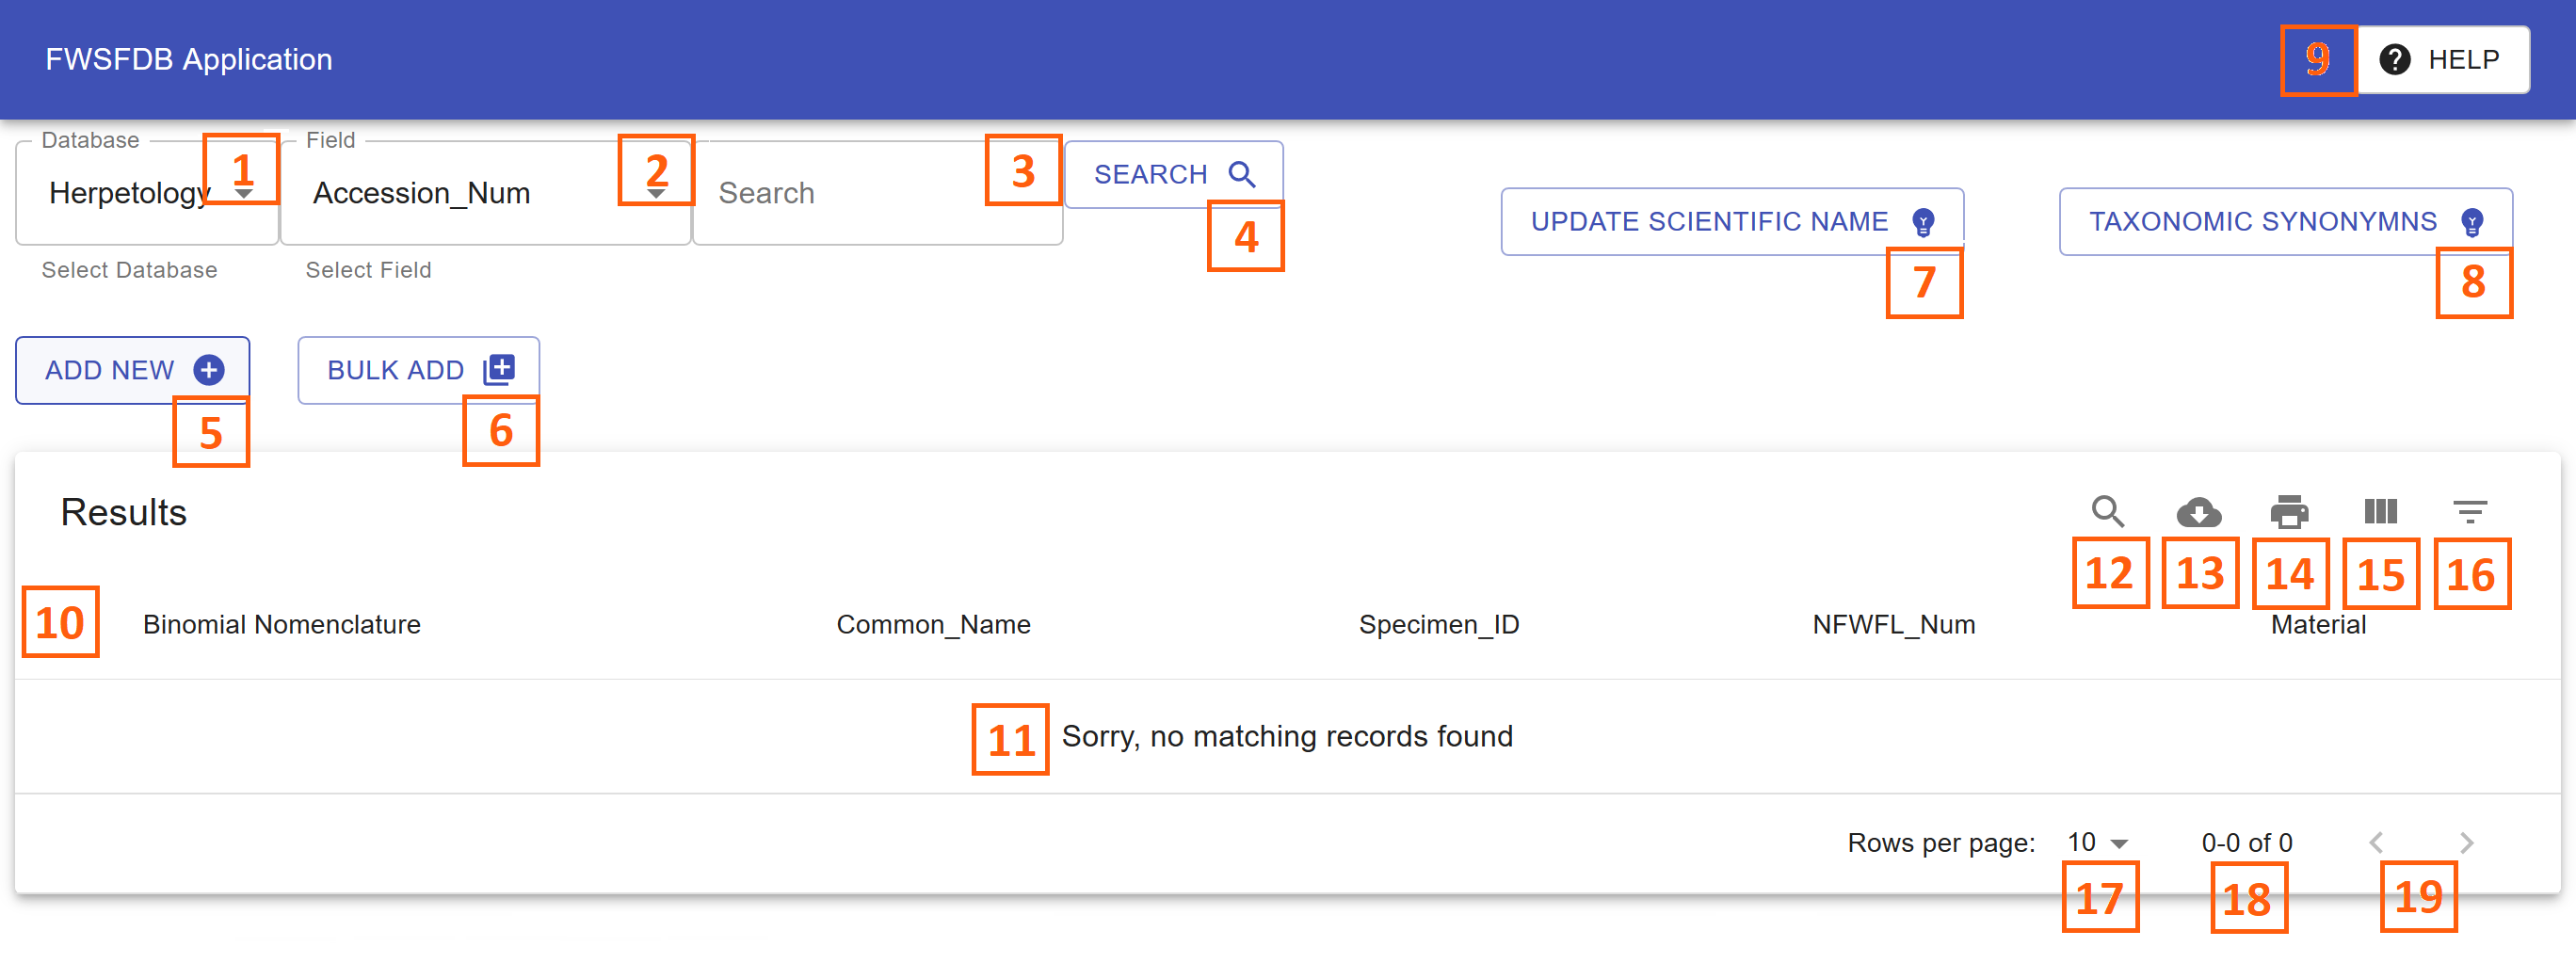 FWSFDB Application
9 HELP
Database
Field
Herpetology 1
Accession_Num 2
Search 3
SEARCH
4
UPDATE SCIENTIFIC NAME
7
TAXONOMIC SYNONYMNS
8
Select Database
Select Field
ADD NEW
5
BULK ADD
6
Results
12 13 14 15 16
10 Binomial Nomenclature Common_Name Specimen_ID NFWFL_Num Material
11 Sorry, no matching records found
Rows per page: 10 0-0 of 0
17 18 19